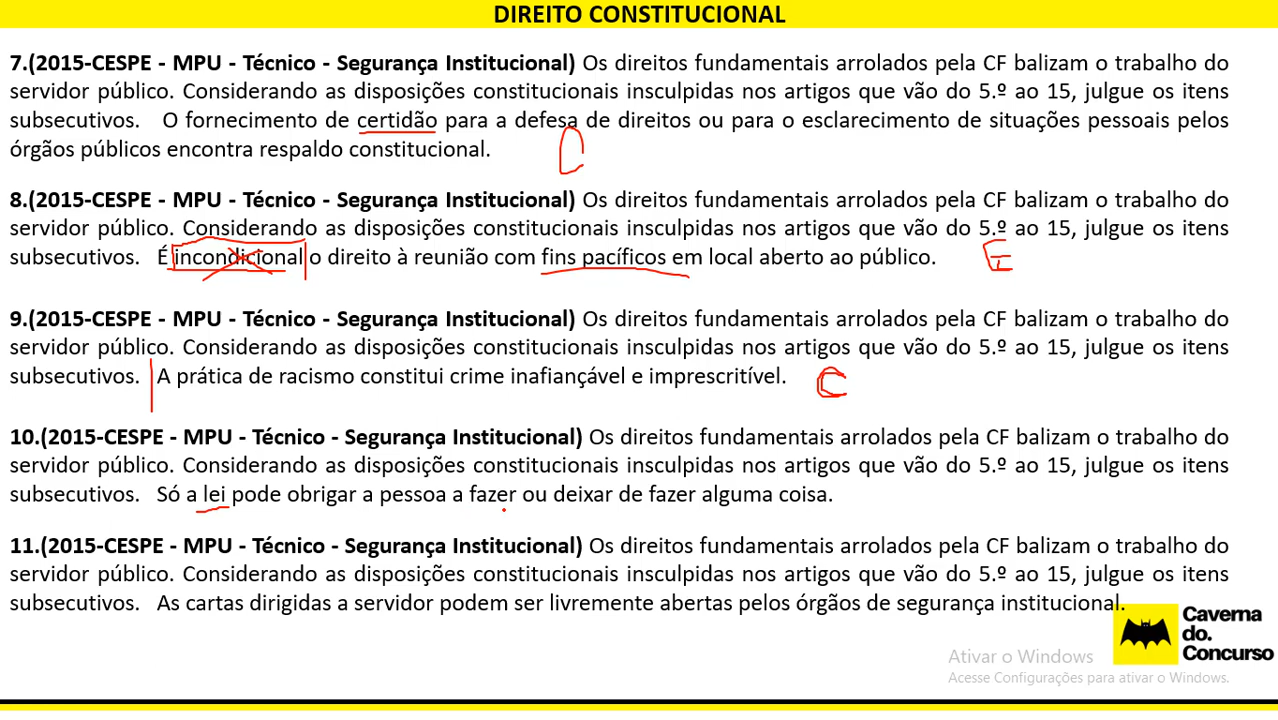 DIREITO CONSTITUCIONAL
7.(2015-CESPE - MPU - Técnico - Segurança Institucional) Os direitos fundamentais arrolados pela CF balizam o trabalho do
servidor público. Considerando as disposições constitucionais insculpidas nos artigos que vão do 5.º ao 15, julgue os itens
subsecutivos. O fornecimento de certidão para a defesa de direitos ou para o esclarecimento de situações pessoais pelos
órgãos públicos encontra respaldo constitucional. C
8.(2015-CESPE - MPU - Técnico - Segurança Institucional) Os direitos fundamentais arrolados pela CF balizam o trabalho do
servidor público. Considerando as disposições constitucionais insculpidas nos artigos que vão do 5.º ao 15, julgue os itens
subsecutivos. É incondicional o direito à reunião com fins pacíficos em local aberto ao público. E
9.(2015-CESPE - MPU - Técnico - Segurança Institucional) Os direitos fundamentais arrolados pela CF balizam o trabalho do
servidor público. Considerando as disposições constitucionais insculpidas nos artigos que vão do 5.º ao 15, julgue os itens
subsecutivos. A prática de racismo constitui crime inafiançável e imprescritível. C
10.(2015-CESPE - MPU - Técnico - Segurança Institucional) Os direitos fundamentais arrolados pela CF balizam o trabalho do
servidor público. Considerando as disposições constitucionais insculpidas nos artigos que vão do 5.º ao 15, julgue os itens
subsecutivos. Só a lei pode obrigar a pessoa a fazer ou deixar de fazer alguma coisa.
11.(2015-CESPE - MPU - Técnico - Segurança Institucional) Os direitos fundamentais arrolados pela CF balizam o trabalho do
servidor público. Considerando as disposições constitucionais insculpidas nos artigos que vão do 5.º ao 15, julgue os itens
subsecutivos. As cartas dirigidas a servidor podem ser livremente abertas pelos órgãos de segurança institucional.
Caverna
do.
Concurso
Ativar o Windows
Acesse Configurações para ativar o Windows.